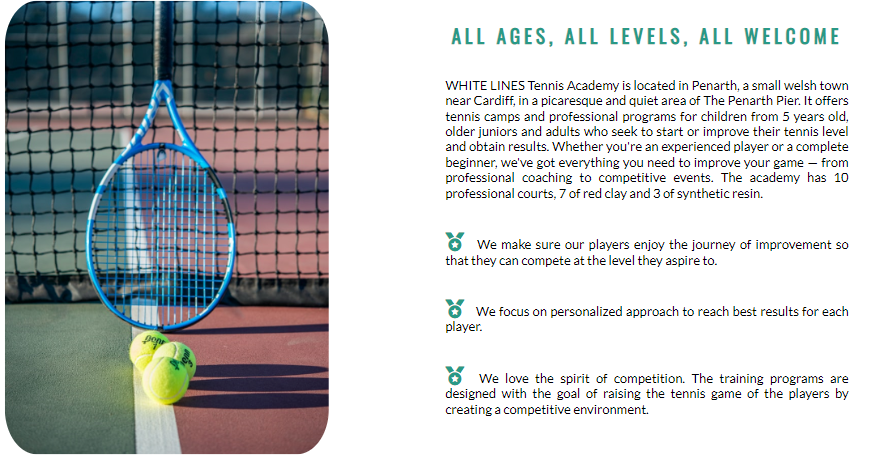 ALL AGES, ALL LEVELS, ALL WELCOME
WHITE LINES Tennis Academy is located in Penarth, a small welsh town
near Cardiff, in a picaresque and quiet area of The Penarth Pier. It offers
tennis camps and professional programs for children from 5 years old,
older juniors and adults who seek to start or improve their tennis level
and obtain results. Whether you're an experienced player or a complete
beginner, we've got everything you need to improve your game — from
professional coaching to competitive events. The academy has 10
professional courts, 7 of red clay and 3 of synthetic resin.
We make sure our players enjoy the journey of improvement so
that they can compete at the level they aspire to.
We focus on personalized approach to reach best results for each
player.
We love the spirit of competition. The training programs are
designed with the goal of raising the tennis game of the players by
creating a competitive environment.